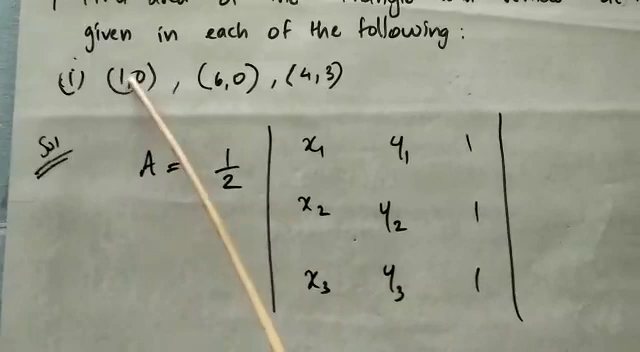 the
given in each of the following :
(i) (1,0) , (6,0) , (4,3)
Sol
A = 1/2 | x1 y1 1 |
x2 y2 1
x3 y3 1